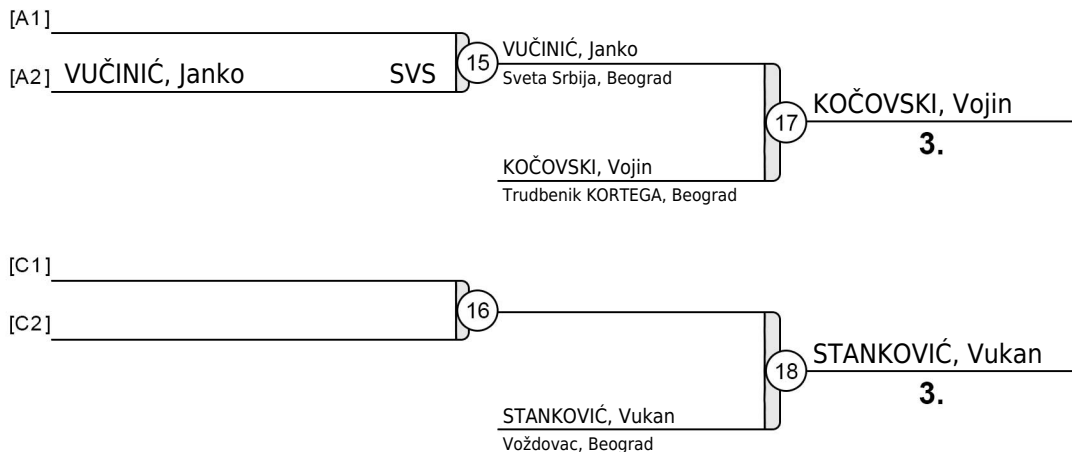 [A1]
[A2] VUČINIĆ, Janko SVS
15
VUČINIĆ, Janko
Sveta Srbija, Beograd
17
KOČOVSKI, Vojin
3.
KOČOVSKI, Vojin
Trudbenik KORTEGA, Beograd
[C1]
[C2]
16
18
STANKOVIĆ, Vukan
3.
STANKOVIĆ, Vukan
Voždovac, Beograd